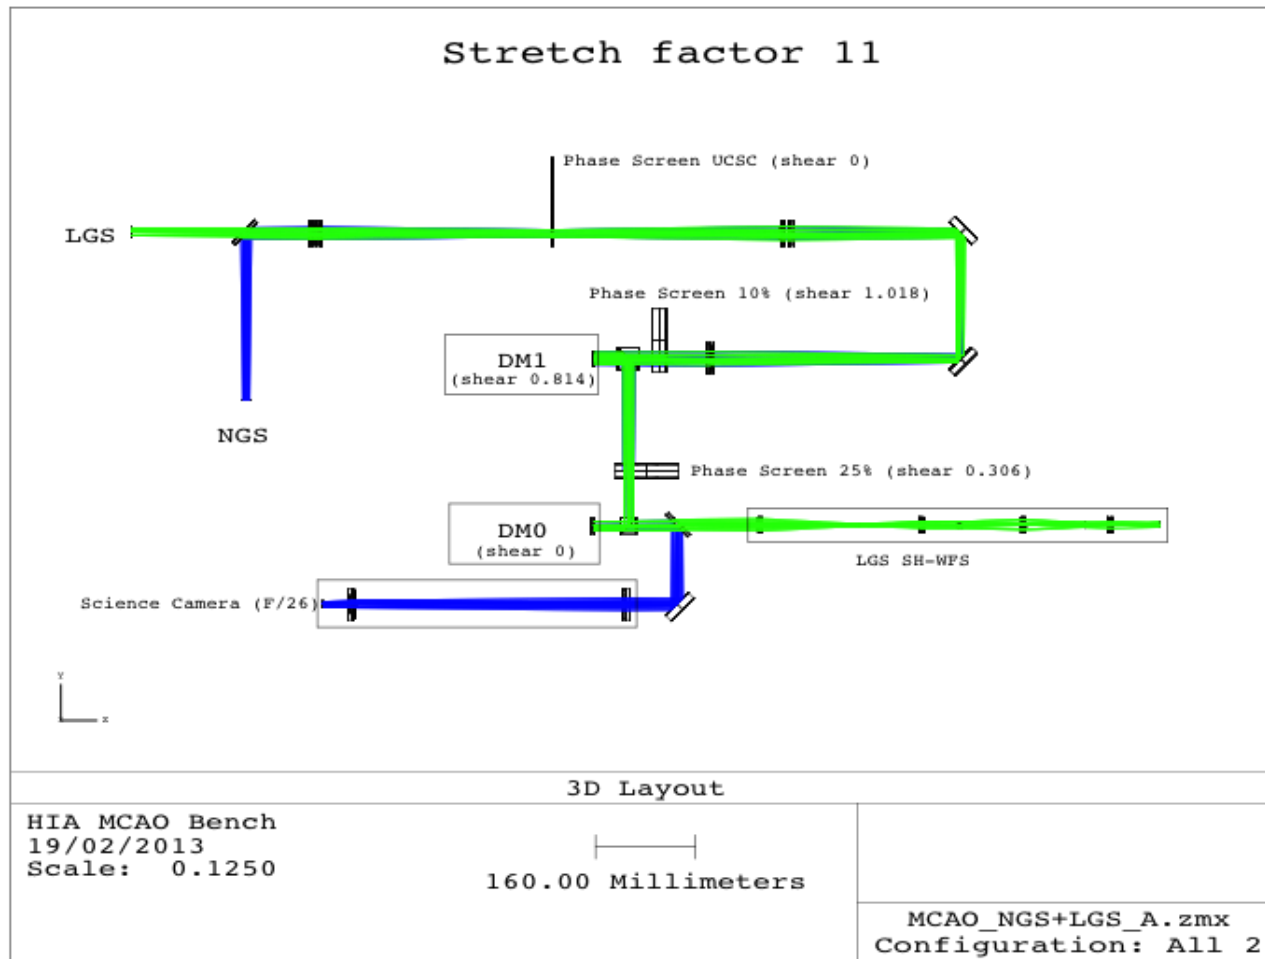 Stretch factor 11
Phase Screen UCSC (shear 0)
LGS
Phase Screen 10% (shear 1.018)
DM1
(shear 0.814)
NGS
Phase Screen 25% (shear 0.306)
DM0
(shear 0)
LGS SH-WFS
Science Camera (F/26)
Y
Z
3D Layout
HIA MCAO Bench
19/02/2013
Scale: 0.1250
160.00 Millimeters
MCAO_NGS+LGS_A.zmx
Configuration: All 2